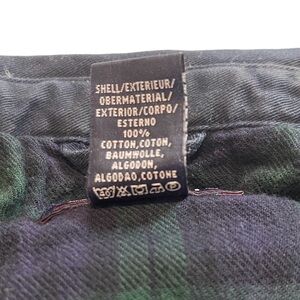 SHELL/EXTERIEUR/
OBERMATERIAL/
EXTERIOR/CORPO/
ESTERNO
100%
COTTON,COTON,
BAUMWOLLE,
ALGODON,
ALGODAO,COTONE